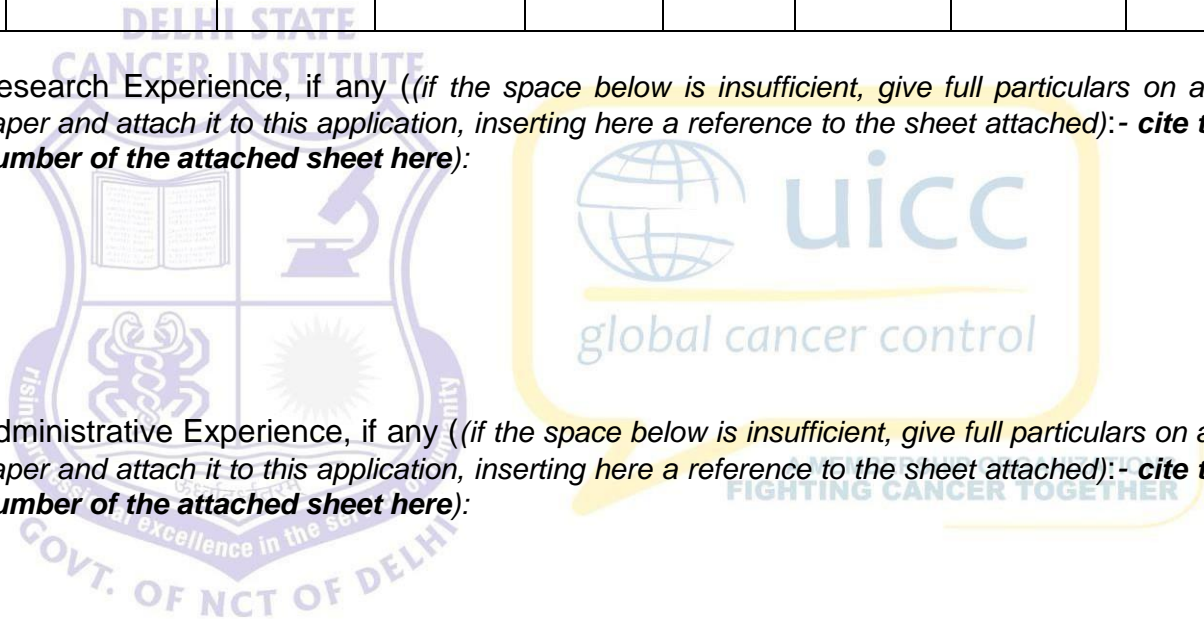 DELHI STATE
CANCER INSTITUTE
esearch Experience, if any ((if the space below is insufficient, give full particulars on a
aper and attach it to this application, inserting here a reference to the sheet attached):- cite t
umber of the attached sheet here):
uicc
global cancer control
dministrative Experience, if any ((if the space below is insufficient, give full particulars on a
aper and attach it to this application, inserting here a reference to the sheet attached):- cite t
umber of the attached sheet here):
FIGHTING CANCER TOGETHER
excellence in the
GOVT. OF NCT OF DELHI